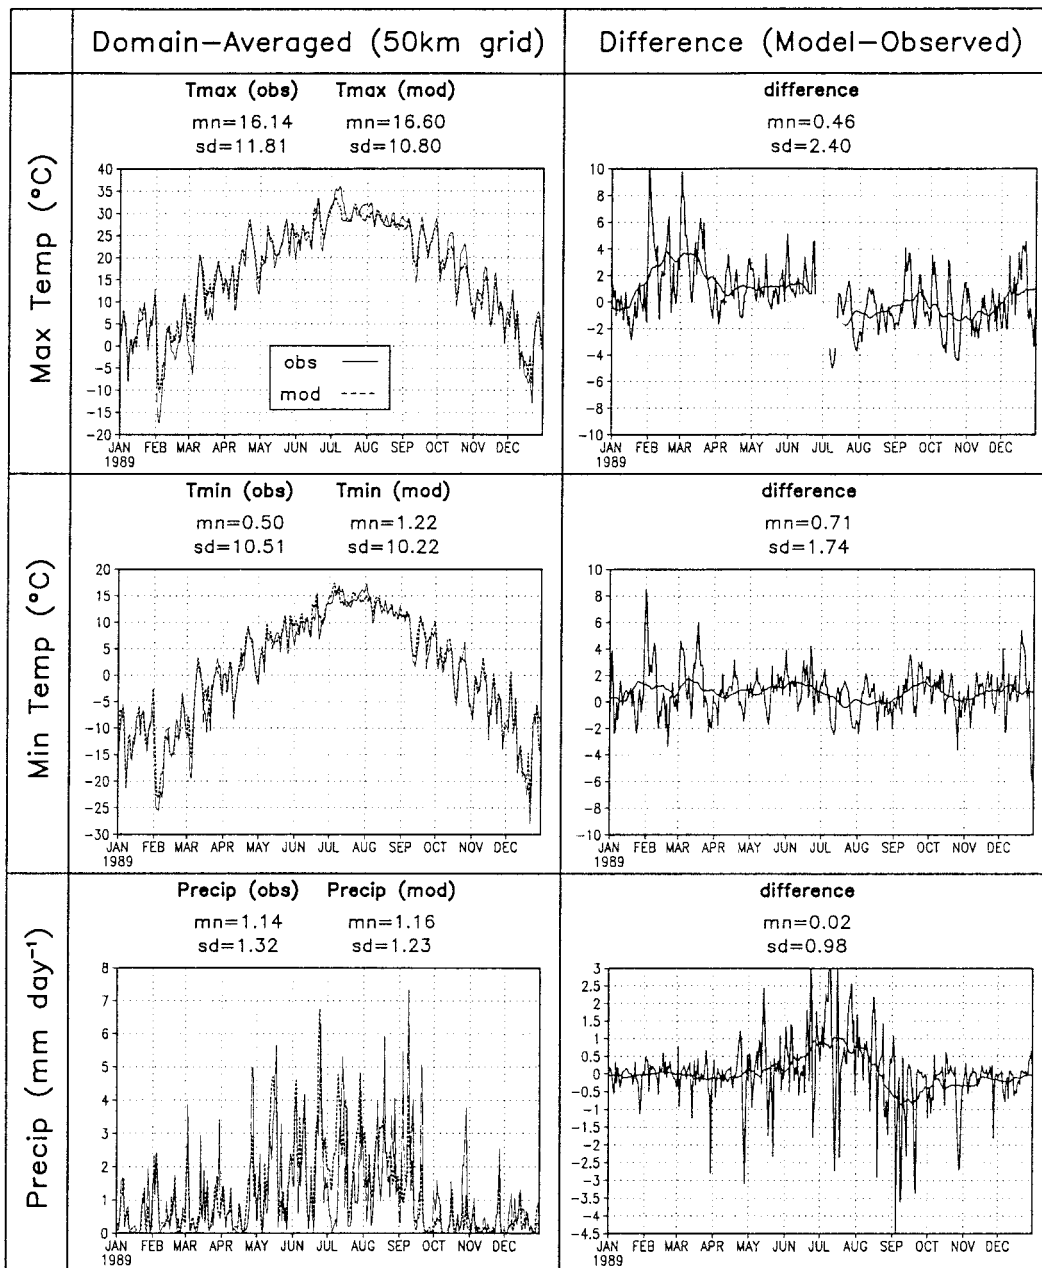 Domain-Averaged (50km grid)
Difference (Model-Observed)
Max Temp (°C)
Tmax (obs) Tmax (mod)
mn=16.14 mn=16.60
sd=11.81 sd=10.80
40
35
30
25
20
15
10
5
0
-5
-10
-15
-20
obs
mod
JAN FEB MAR APR MAY JUN JUL AUG SEP OCT NOV DEC
1989
difference
mn=0.46
sd=2.40
10
8
6
4
2
0
-2
-4
-6
-8
-10
JAN FEB MAR APR MAY JUN JUL AUG SEP OCT NOV DEC
1989
Min Temp (°C)
Tmin (obs) Tmin (mod)
mn=0.50 mn=1.22
sd=10.51 sd=10.22
20
15
10
5
0
-5
-10
-15
-20
-25
-30
JAN FEB MAR APR MAY JUN JUL AUG SEP OCT NOV DEC
1989
difference
mn=0.71
sd=1.74
10
8
6
4
2
0
-2
-4
-6
-8
-10
JAN FEB MAR APR MAY JUN JUL AUG SEP OCT NOV DEC
1989
Precip (mm day⁻¹)
Precip (obs) Precip (mod)
mn=1.14 mn=1.16
sd=1.32 sd=1.23
8
7
6
5
4
3
2
1
0
JAN FEB MAR APR MAY JUN JUL AUG SEP OCT NOV DEC
1989
difference
mn=0.02
sd=0.98
3
2.5
2
1.5
1
0.5
0
-0.5
-1
-1.5
-2
-2.5
-3
-3.5
-4
-4.5
JAN FEB MAR APR MAY JUN JUL AUG SEP OCT NOV DEC
1989